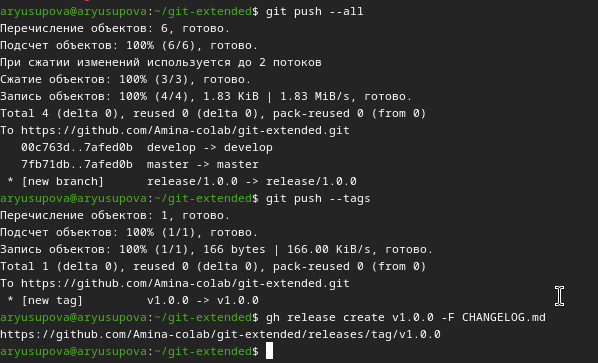 aryusupova@aryusupova:~/git-extended$ git push --all
Перечисление объектов: 6, готово.
Подсчет объектов: 100% (6/6), готово.
При сжатии изменений используется до 2 потоков
Сжатие объектов: 100% (3/3), готово.
Запись объектов: 100% (4/4), 1.83 KiB | 1.83 MiB/s, готово.
Total 4 (delta 0), reused 0 (delta 0), pack-reused 0 (from 0)
To https://github.com/Amina-colab/git-extended.git
   00c763d..7afed0b  develop -> develop
   7fb71db..7afed0b  master -> master
 * [new branch]      release/1.0.0 -> release/1.0.0
aryusupova@aryusupova:~/git-extended$ git push --tags
Перечисление объектов: 1, готово.
Подсчет объектов: 100% (1/1), готово.
Запись объектов: 100% (1/1), 166 bytes | 166.00 KiB/s, готово.
Total 1 (delta 0), reused 0 (delta 0), pack-reused 0 (from 0)
To https://github.com/Amina-colab/git-extended.git
 * [new tag]         v1.0.0 -> v1.0.0
aryusupova@aryusupova:~/git-extended$ gh release create v1.0.0 -F CHANGELOG.md
https://github.com/Amina-colab/git-extended/releases/tag/v1.0.0
aryusupova@aryusupova:~/git-extended$